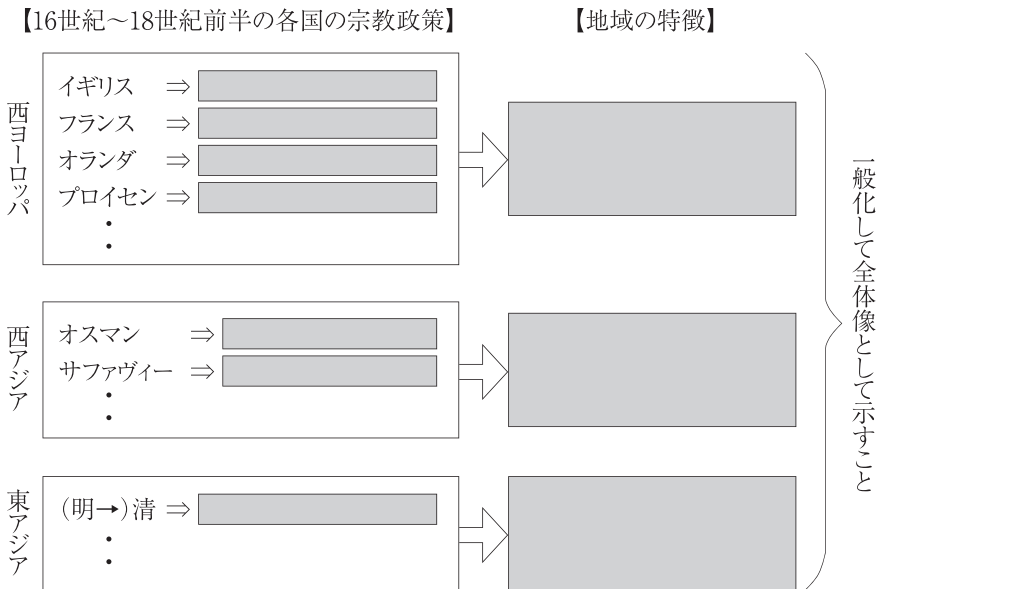 【16世紀～18世紀前半の各国の宗教政策】
【地域の特徴】
西ヨーロッパ
イギリス ⇒
フランス ⇒
オランダ ⇒
プロイセン ⇒
・
・
西アジア
オスマン ⇒
サファヴィー ⇒
・
・
東アジア
(明→)清 ⇒
・
・
一般化して全体像として示すこと